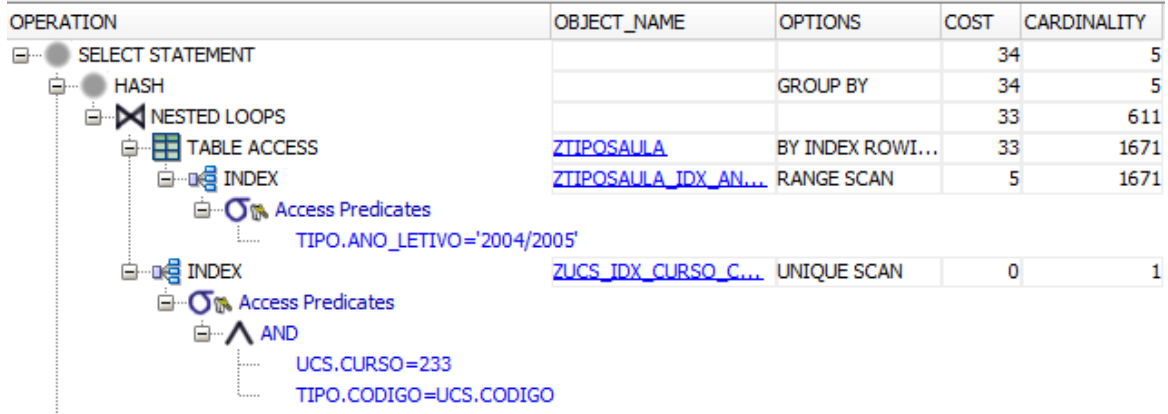 OPERATION OBJECT_NAME OPTIONS COST CARDINALITY
SELECT STATEMENT 34 5
HASH GROUP BY 34 5
NESTED LOOPS 33 611
TABLE ACCESS ZTIPOSAULA BY INDEX ROWI... 33 1671
INDEX ZTIPOSAULA_IDX_AN... RANGE SCAN 5 1671
Access Predicates
TIPO.ANO_LETIVO='2004/2005'
INDEX ZUCS_IDX_CURSO_C... UNIQUE SCAN 0 1
Access Predicates
AND
UCS.CURSO=233
TIPO.CODIGO=UCS.CODIGO